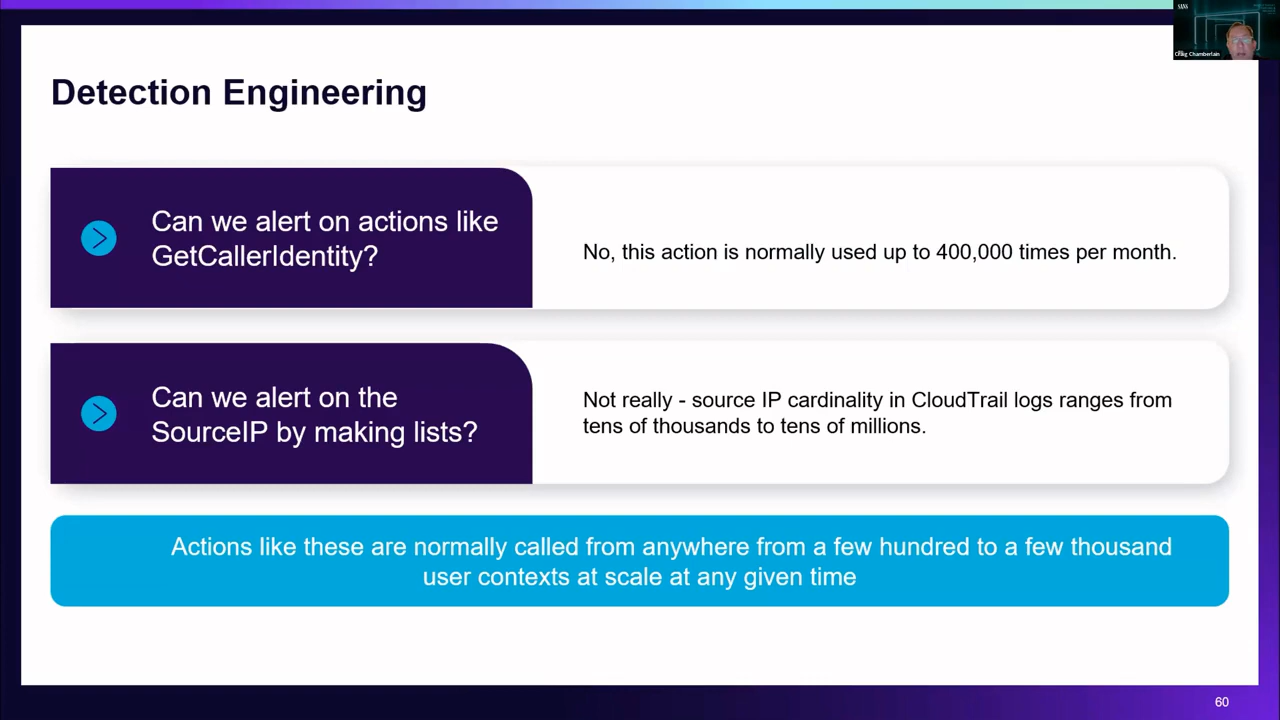 SANS
Craig Chamberlain
Detection Engineering
Can we alert on actions like
GetCallerIdentity?
No, this action is normally used up to 400,000 times per month.
Can we alert on the
SourceIP by making lists?
Not really - source IP cardinality in CloudTrail logs ranges from
tens of thousands to tens of millions.
Actions like these are normally called from anywhere from a few hundred to a few thousand
user contexts at scale at any given time
60